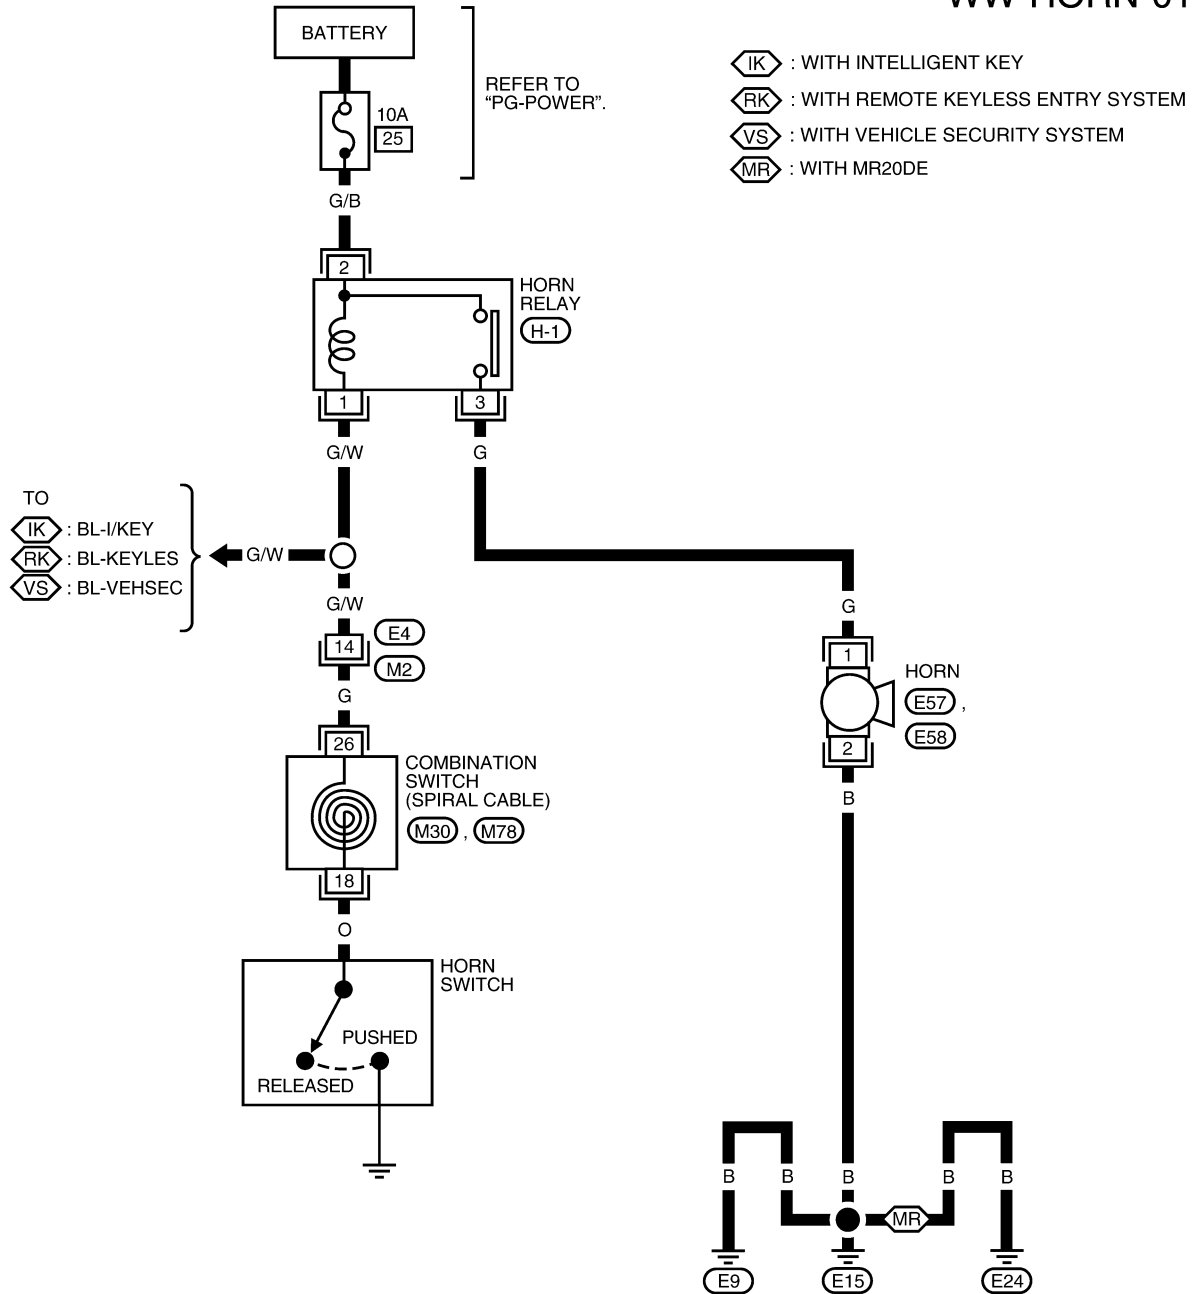 BATTERY
REFER TO
“PG-POWER”.
10A
25
IK : WITH INTELLIGENT KEY
RK : WITH REMOTE KEYLESS ENTRY SYSTEM
VS : WITH VEHICLE SECURITY SYSTEM
MR : WITH MR20DE
G/B
2
HORN
RELAY
H-1
1
3
G/W
G
TO
IK : BL-I/KEY
RK : BL-KEYLES
VS : BL-VEHSEC
G/W
G/W
14
E4
M2
G
G
1
HORN
E57 ,
E58
2
B
26
COMBINATION
SWITCH
(SPIRAL CABLE)
M30 , M78
18
O
HORN
SWITCH
PUSHED
RELEASED
B
B
B
B
B
MR
E9
E15
E24